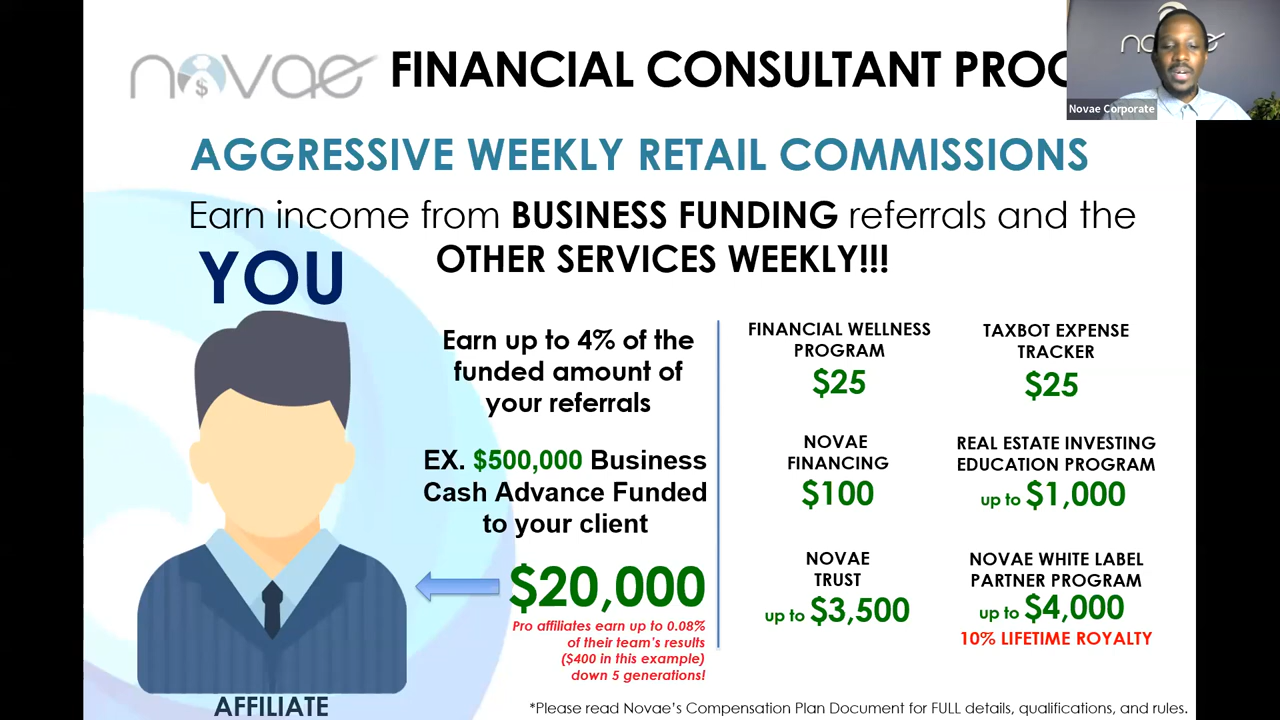 novae FINANCIAL CONSULTANT PROG
novae
Novae Corporate
AGGRESSIVE WEEKLY RETAIL COMMISSIONS
Earn income from BUSINESS FUNDING referrals and the
OTHER SERVICES WEEKLY!!!
YOU
AFFILIATE
Earn up to 4% of the
funded amount of
your referrals
EX. $500,000 Business
Cash Advance Funded
to your client
$20,000
Pro affiliates earn up to 0.08%
of their team's results
($400 in this example)
down 5 generations!
FINANCIAL WELLNESS
PROGRAM
$25
TAXBOT EXPENSE
TRACKER
$25
NOVAE
FINANCING
$100
REAL ESTATE INVESTING
EDUCATION PROGRAM
up to $1,000
NOVAE
TRUST
up to $3,500
NOVAE WHITE LABEL
PARTNER PROGRAM
up to $4,000
10% LIFETIME ROYALTY
*Please read Novae's Compensation Plan Document for FULL details, qualifications, and rules.